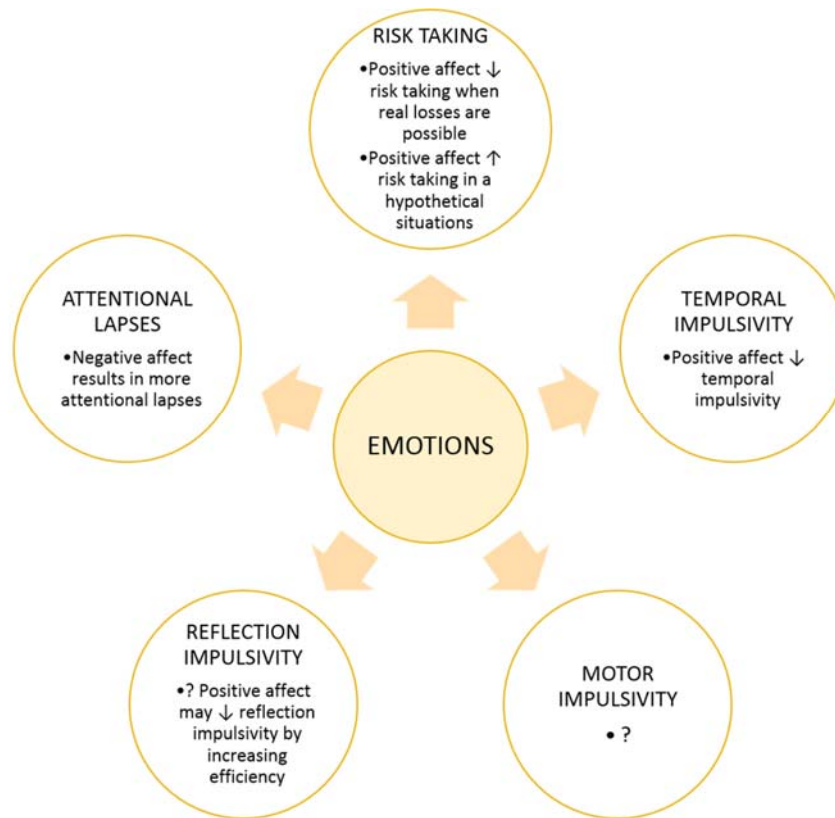 RISK TAKING
•Positive affect ↓
risk taking when
real losses are
possible
•Positive affect ↑
risk taking in a
hypothetical
situations
ATTENTIONAL
LAPSES
•Negative affect
results in more
attentional lapses
TEMPORAL
IMPULSIVITY
•Positive affect ↓
temporal
impulsivity
EMOTIONS
REFLECTION
IMPULSIVITY
•? Positive affect
may ↓ reflection
impulsivity by
increasing
efficiency
MOTOR
IMPULSIVITY
• ?